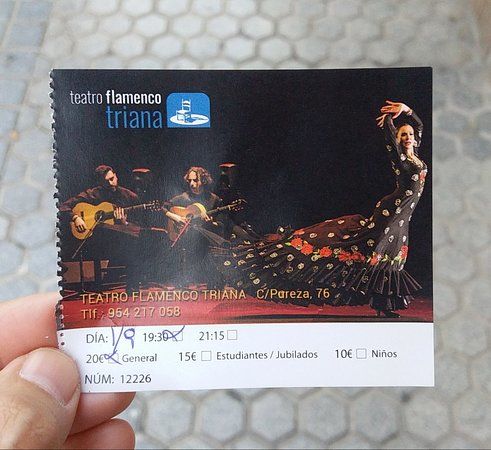 teatro flamenco
triana
TEATRO FLAMENCO TRIANA C/Pureza, 76
Tlf.: 954 217 058
DÍA: 1/9 19:30 21:15
20€ General 15€ Estudiantes / Jubilados 10€ Niños
NÚM: 12226